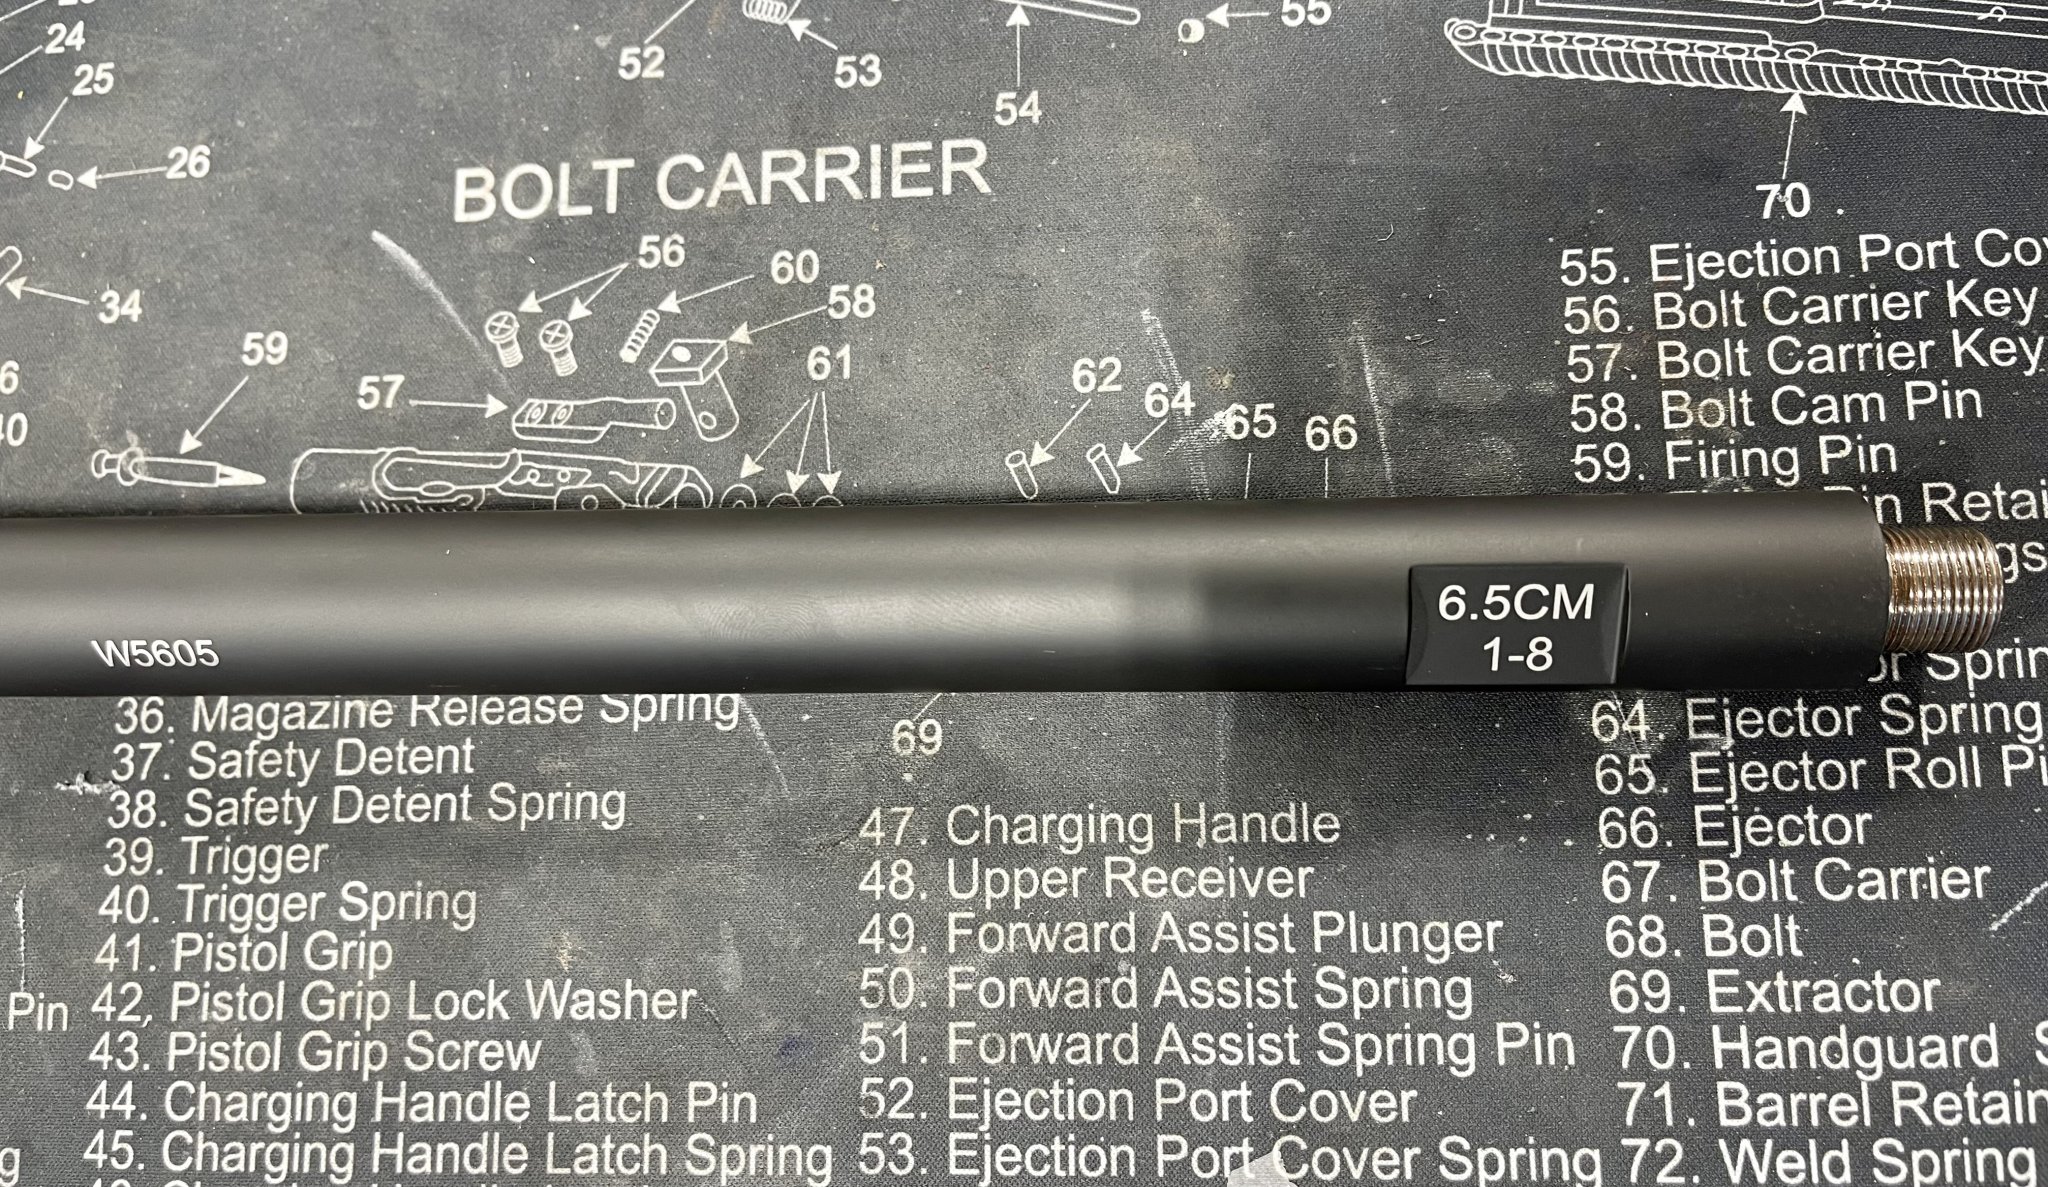 24
25
26
34
52
53
54
55
70
BOLT CARRIER
56
60
58
59
57
61
62
64
65
66
40
55. Ejection Port
56. Bolt Carrier Key
57. Bolt Carrier Key
58. Bolt Cam Pin
59. Firing Pin
6.5CM
1-8
W5605
69
36. Magazine Release Spring
37. Safety Detent
38. Safety Detent Spring
39. Trigger
40. Trigger Spring
41. Pistol Grip
Pin
42, Pistol Grip Lock Washer
43. Pistol Grip Screw
44. Charging Handle Latch Pin
45. Charging Handle Latch Spring
47. Charging Handle
48. Upper Receiver
49. Forward Assist Plunger
50. Forward Assist Spring
51. Forward Assist Spring Pin
52. Ejection Port Cover
53. Ejection Port Cover Spring
64. Ejector Spring
65. Ejector Roll
66. Ejector
67. Bolt Carrier
68. Bolt
69. Extractor
70. Handguard
71. Barrel
72. Weld Spring